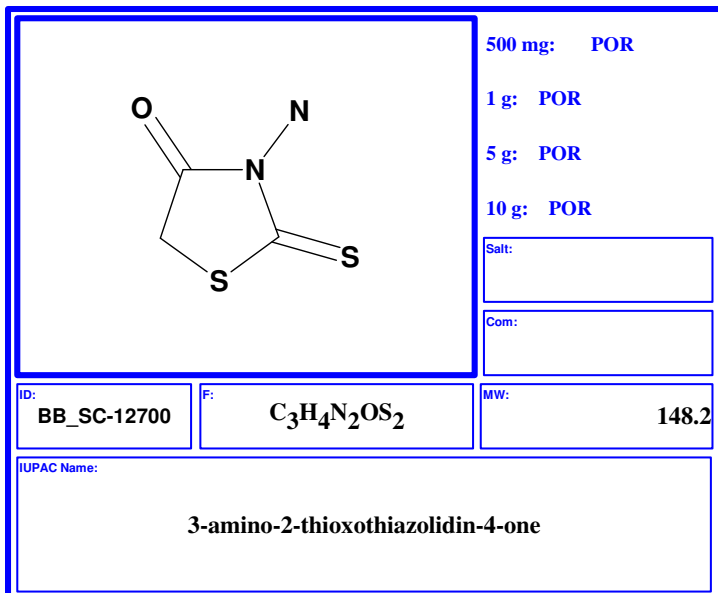 O
N
N
S
S
500 mg: POR
1 g: POR
5 g: POR
10 g: POR
Salt:
Com:
ID:
BB_SC-12700
F:
C3H4N2OS2
MW:
148.2
IUPAC Name:
3-amino-2-thioxothiazolidin-4-one